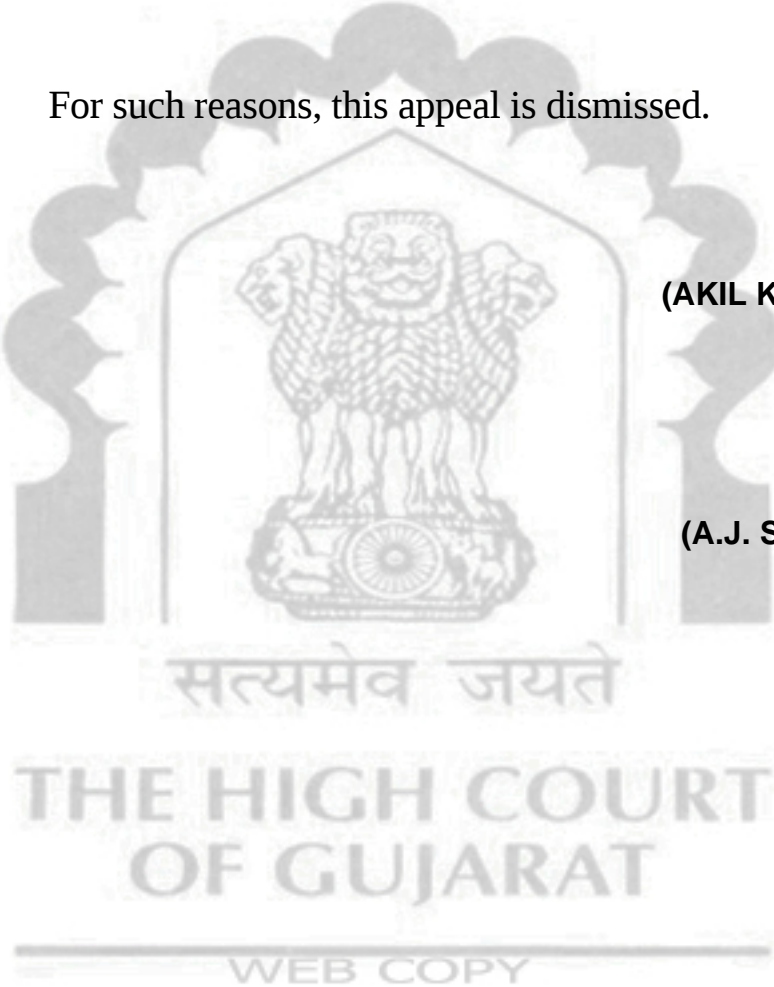 For such reasons, this appeal is dismissed.
(AKIL K
(A.J. S
सत्यमेव जयते
THE HIGH COURT
OF GUJARAT
WEB COPY